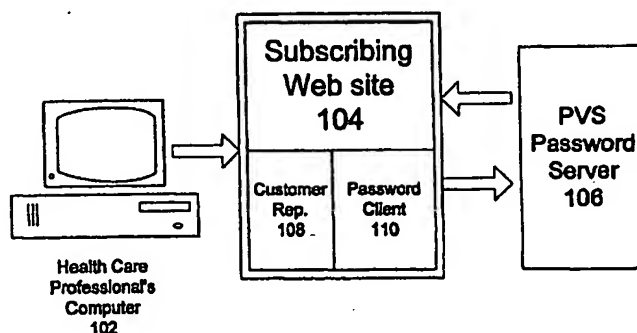 Subscribing
Web site
104
PVS
Password
Server
106
Customer
Rep.
108
Password
Client
110
Health Care
Professional's
Computer
102